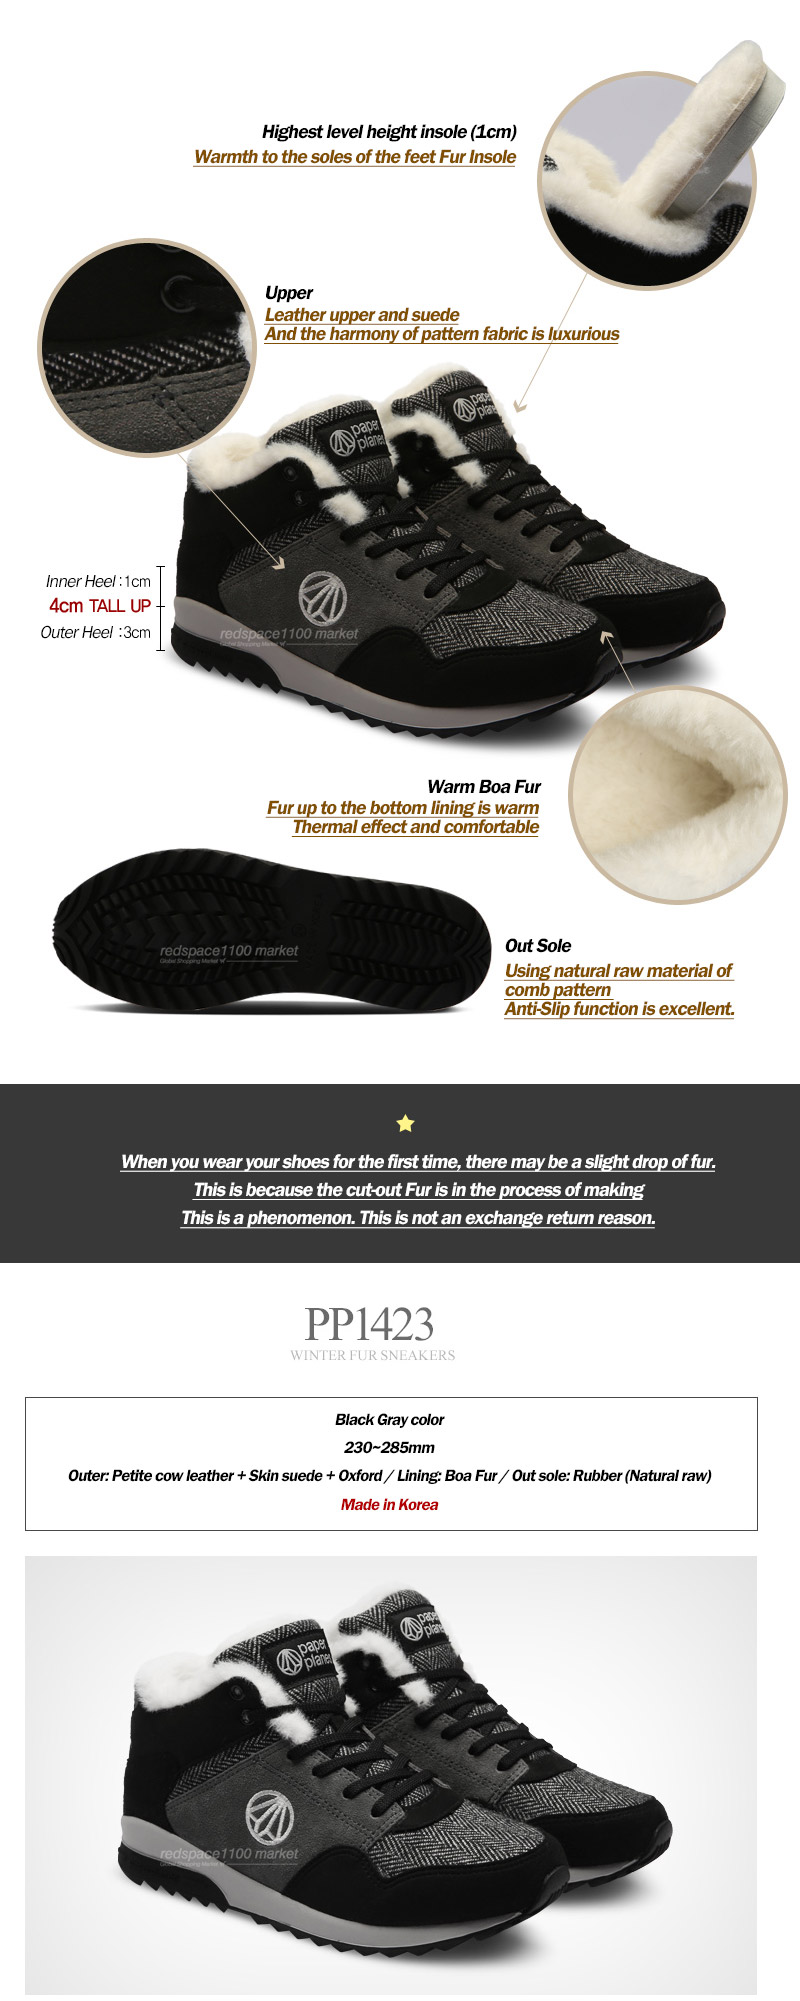 Highest level height insole (1cm)
Warmth to the soles of the feet Fur Insole
Upper
Leather upper and suede
And the harmony of pattern fabric is luxurious
paper
planes
paper
planes
Inner Heel : 1cm
4cm TALL UP
Outer Heel : 3cm
redspace1100 market
Global Shopping Market
Warm Boa Fur
Fur up to the bottom lining is warm
Thermal effect and comfortable
redspace1100 market
Global Shopping Market
Out Sole
Using natural raw material of
comb pattern
Anti-Slip function is excellent.
When you wear your shoes for the first time, there may be a slight drop of fur.
This is because the cut-out Fur is in the process of making
This is a phenomenon. This is not an exchange return reason.
PP1423
WINTER FUR SNEAKERS
Black Gray color
230~285mm
Outer: Petite cow leather + Skin suede + Oxford / Lining: Boa Fur / Out sole: Rubber (Natural raw)
Made in Korea
paper
planes
paper
planes
redspace1100 market
Global Shopping Market